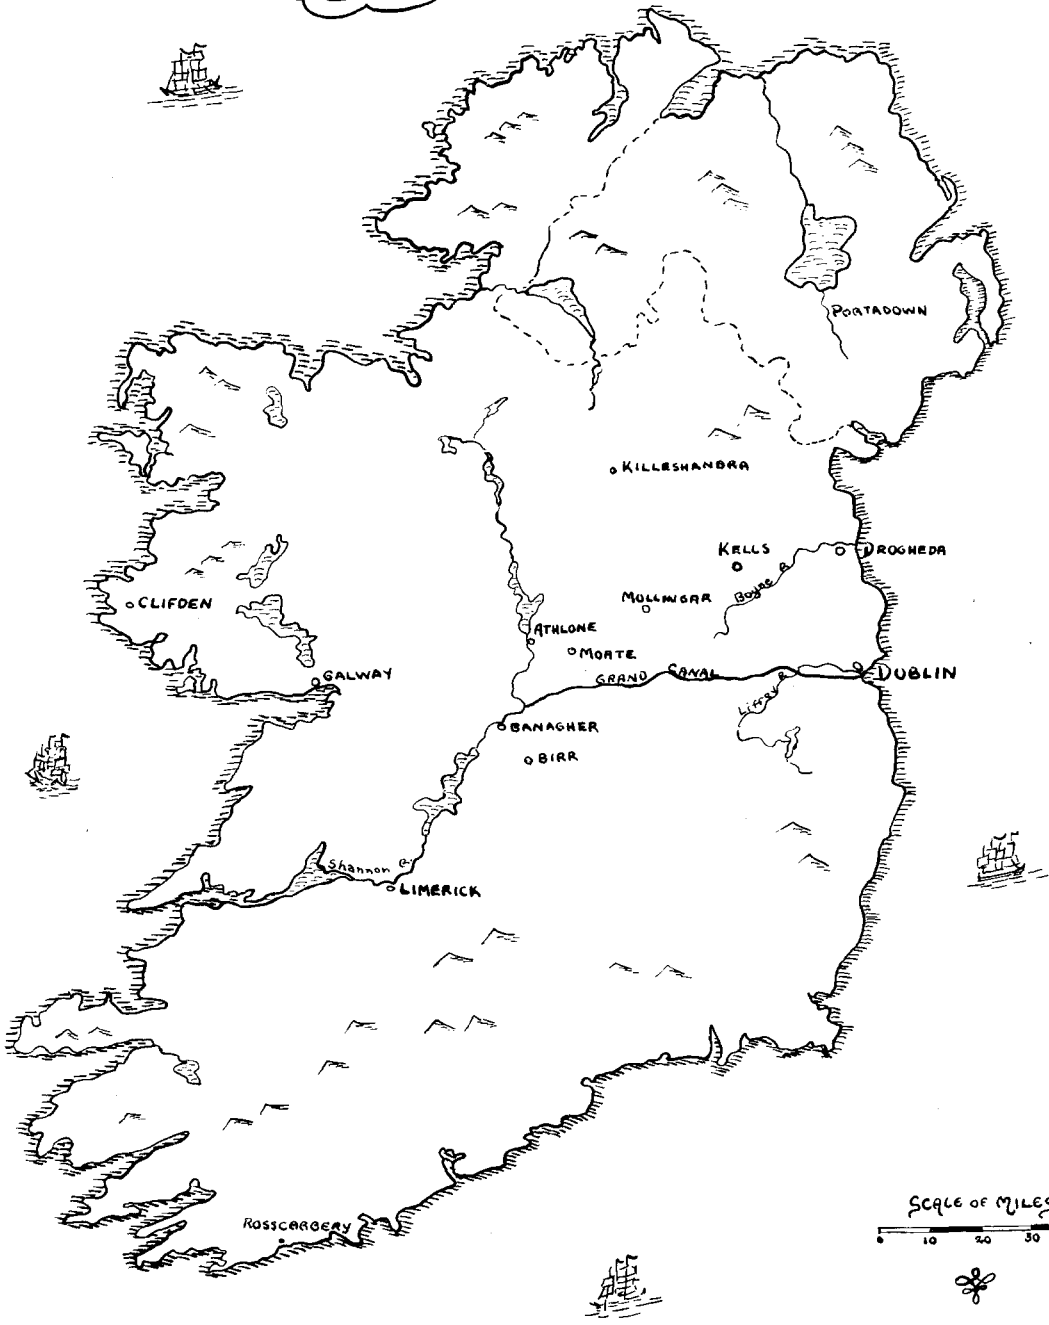 PORTADOWN
KILLESHANDRA
KELLS
DROGHEDA
Boyne R.
MULLINGAR
CLIFDEN
ATHLONE
MOATE
GALWAY
GRAND CANAL
DUBLIN
Liffey R.
BANAGHER
BIRR
Shannon R.
LIMERICK
ROSSCARBERY
SCALE OF MILES
0 10 20 30